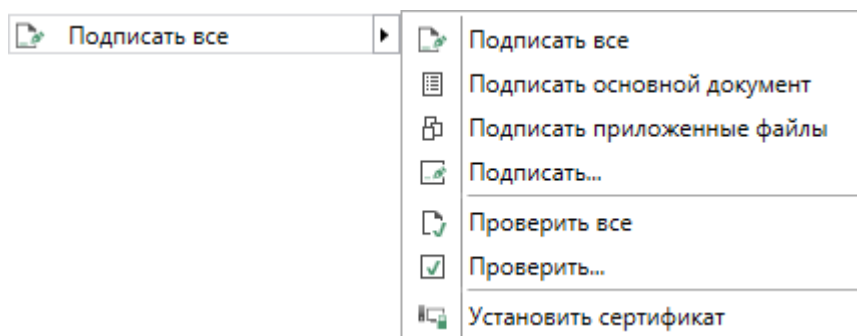 Подписать все
Подписать все
Подписать основной документ
Подписать приложенные файлы
Подписать...
Проверить все
Проверить...
Установить сертификат